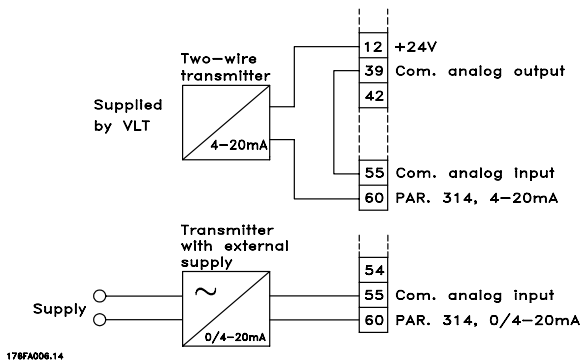 12 +24V
Two-wire
transmitter
39 Com. analog output
42
Supplied
by VLT
4-20mA
55 Com. analog input
60 PAR. 314, 4-20mA
Transmitter
with external
supply
54
~
Supply
55 Com. analog input
60 PAR. 314, 0/4-20mA
0/4-20mA
176FA006.14